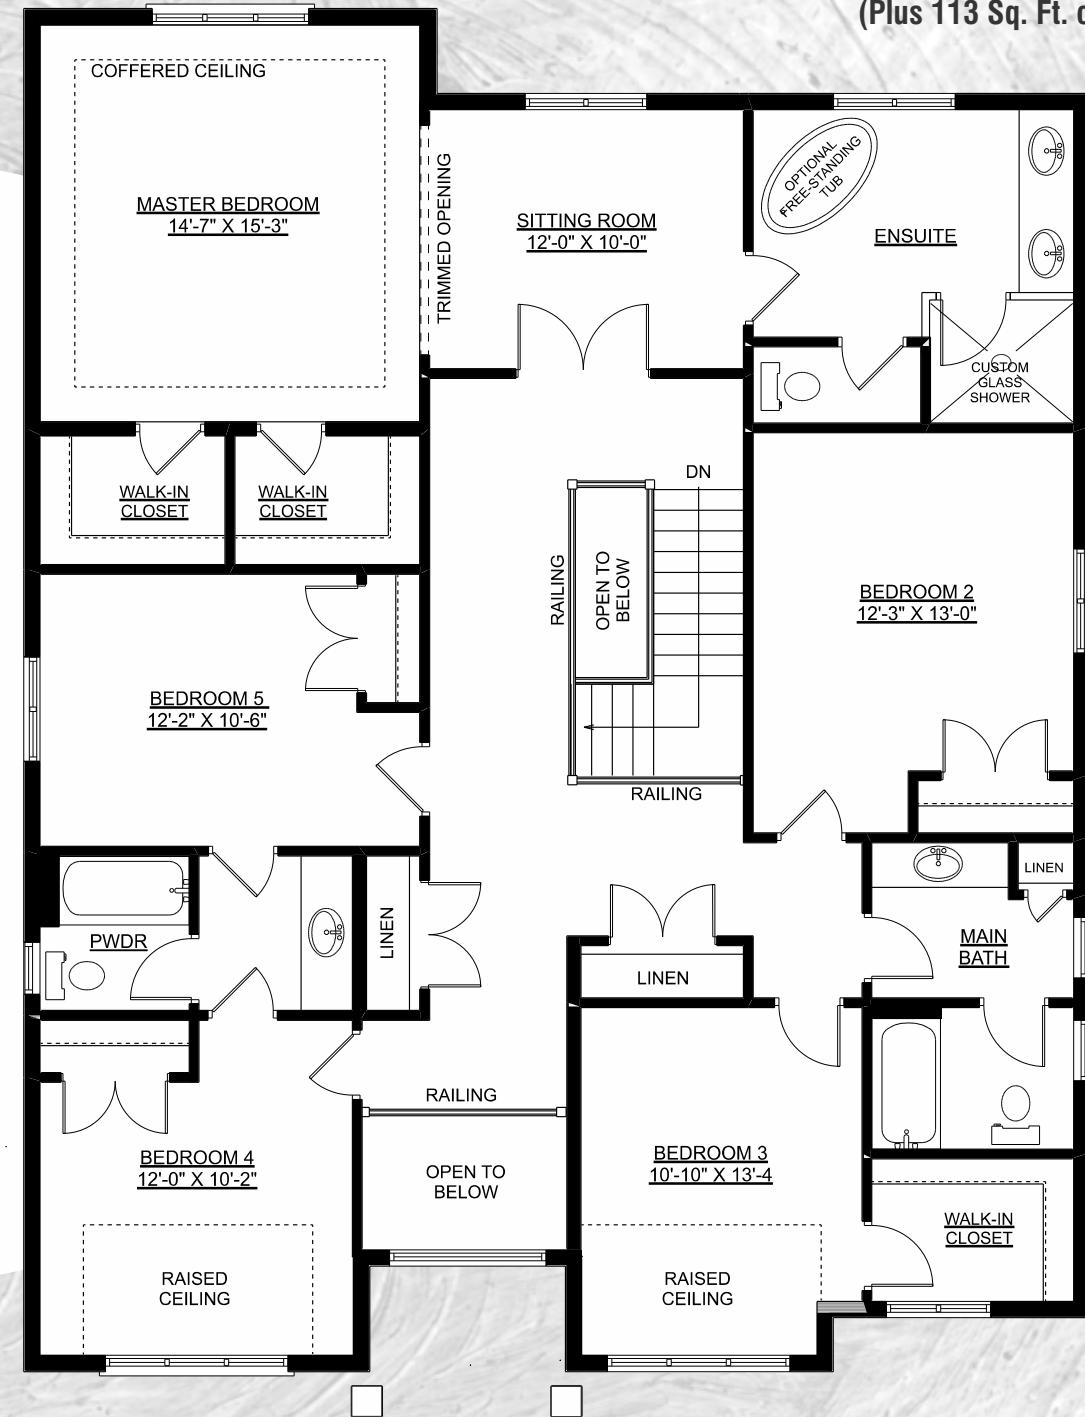 (Plus 113 Sq. Ft.
COFFERED CEILING
MASTER BEDROOM
14'-7" X 15'-3"
TRIMMED OPENING
SITTING ROOM
12'-0" X 10'-0"
OPTIONAL
FREE-STANDING
TUB
ENSUITE
CUSTOM
GLASS
SHOWER
WALK-IN
CLOSET
WALK-IN
CLOSET
DN
RAILING
OPEN TO
BELOW
BEDROOM 2
12'-3" X 13'-0"
BEDROOM 5
12'-2" X 10'-6"
RAILING
LINEN
PWDR
LINEN
LINEN
MAIN
BATH
RAILING
OPEN TO
BELOW
BEDROOM 4
12'-0" X 10'-2"
BEDROOM 3
10'-10" X 13'-4
WALK-IN
CLOSET
RAISED
CEILING
RAISED
CEILING